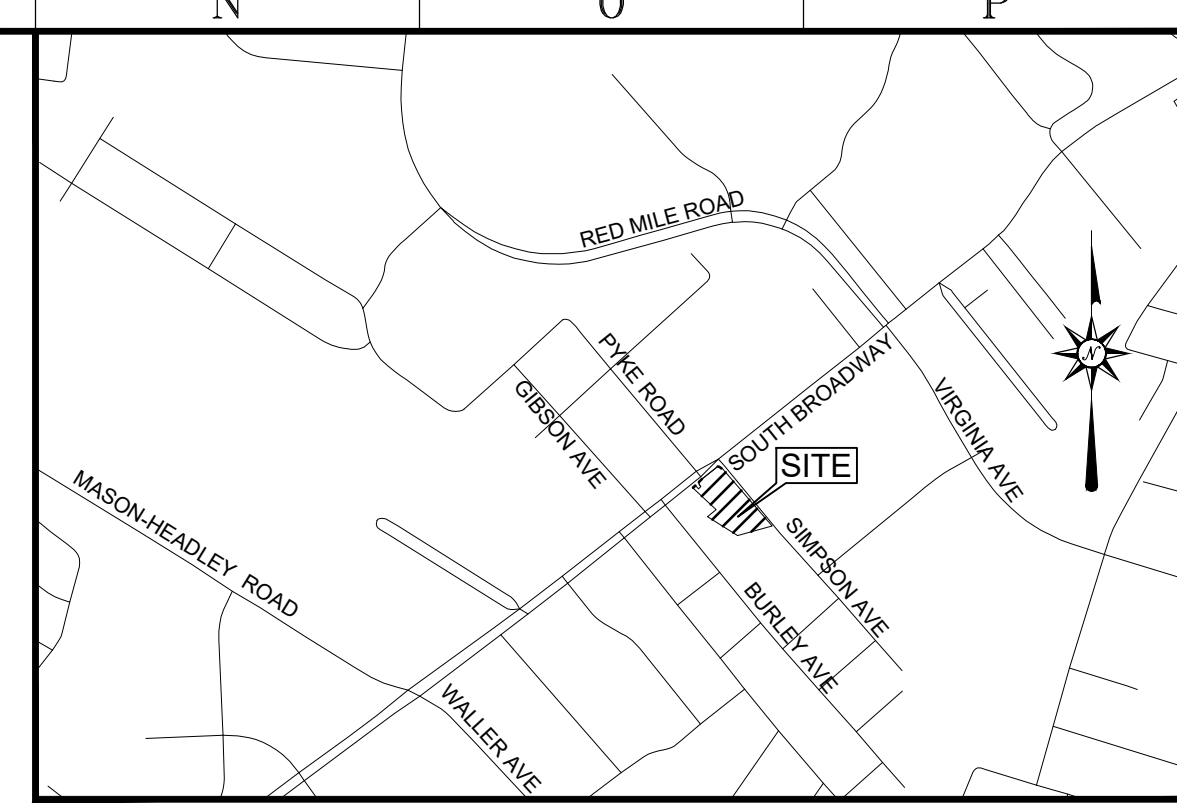 N O P
RED MILE ROAD
PYKE ROAD
GIBSON AVE
SOUTH BROADWAY
VIRGINIA AVE
SITE
MASON-HEADLEY ROAD
SIMPSON AVE
BURLEY AVE
WALLER AVE
N